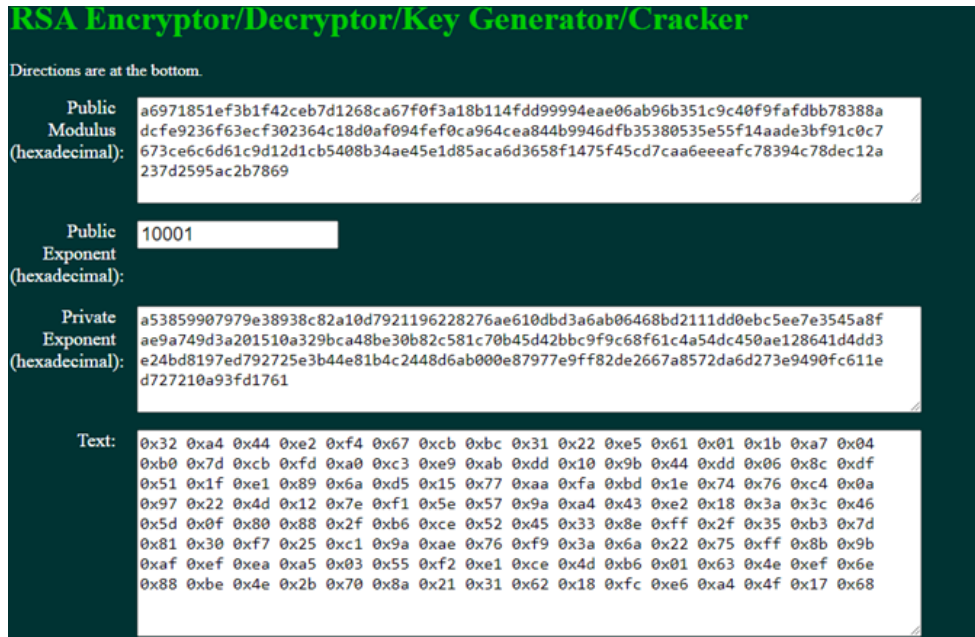 RSA Encryptor/Decryptor/Key Generator/Cracker
Directions are at the bottom.
Public
Modulus
(hexadecimal):
a6971851ef3b1f42ceb7d1268ca67f0f3a18b114fdd99994eae06ab96b351c9c40f9fafdbb78388a
dcfe9236f63ecf302364c18d0af094fef0ca964cea844b9946dfb35380535e55f14aade3bf91c0c7
673ce6c6d61c9d12d1cb5408b34ae45e1d85aca6d3658f1475f45cd7caa6eeeafc78394c78dec12a
237d2595ac2b7869
Public
Exponent
(hexadecimal):
10001
Private
Exponent
(hexadecimal):
a53859907979e38938c82a10d7921196228276ae610dbd3a6ab06468bd2111dd0ebc5ee7e3545a8f
ae9a749d3a201510a329bca48be30b82c581c70b45d42bbc9f9c68f61c4a54dc450ae128641d4dd3
e24bd8197ed792725e3b44e81b4c2448d6ab000e87977e9ff82de2667a8572da6d273e9490fc611e
d727210a93fd1761
Text:
0x32 0xa4 0x44 0xe2 0xf4 0x67 0xcb 0xbc 0x31 0x22 0xe5 0x61 0x01 0x1b 0xa7 0x04
0xb0 0x7d 0xcb 0xfd 0xa0 0xc3 0xe9 0xab 0xdd 0x10 0x9b 0x44 0xdd 0x06 0x8c 0xdf
0x51 0x1f 0xe1 0x89 0x6a 0xd5 0x15 0x77 0xaa 0xfa 0xbd 0x1e 0x74 0x76 0xc4 0x0a
0x97 0x22 0x4d 0x12 0x7e 0xf1 0x5e 0x57 0x9a 0xa4 0x43 0xe2 0x18 0x3a 0x3c 0x46
0x5d 0x0f 0x80 0x88 0x2f 0xb6 0xce 0x52 0x45 0x33 0x8e 0xff 0x2f 0x35 0xb3 0x7d
0x81 0x30 0xf7 0x25 0xc1 0x9a 0xae 0x76 0xf9 0x3a 0x6a 0x22 0x75 0xff 0x8b 0x9b
0xaf 0xef 0xea 0xa5 0x03 0x55 0xf2 0xe1 0xce 0x4d 0xb6 0x01 0x63 0x4e 0xef 0x6e
0x88 0xbe 0x4e 0x2b 0x70 0x8a 0x21 0x31 0x62 0x18 0xfc 0xe6 0xa4 0x4f 0x17 0x68